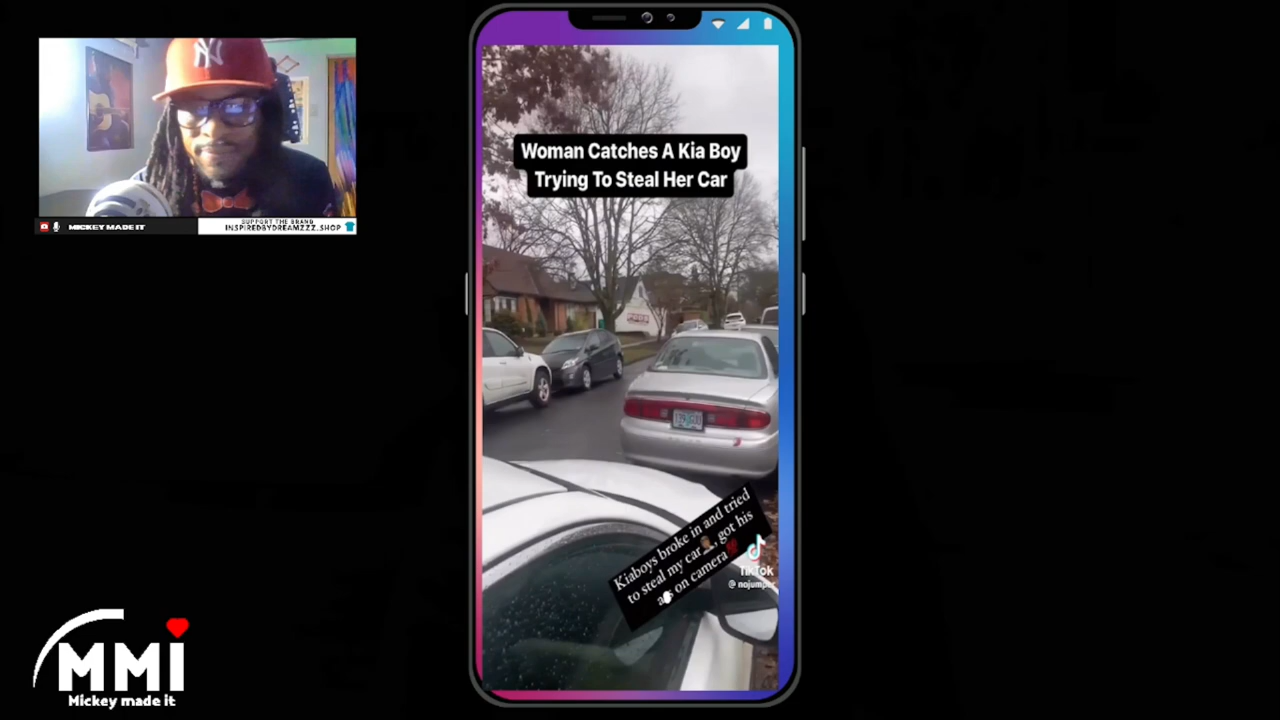 NY
MICKEY MADE IT
SUPPORT THE BRAND
INSPIREDBYDREAMZZZ.SHOP
Woman Catches A Kia Boy
Trying To Steal Her Car
PODS
Kiaboys broke in and tried
to steal my car, got his
on camera
TikTok
@nojumper
MMI
Mickey made it